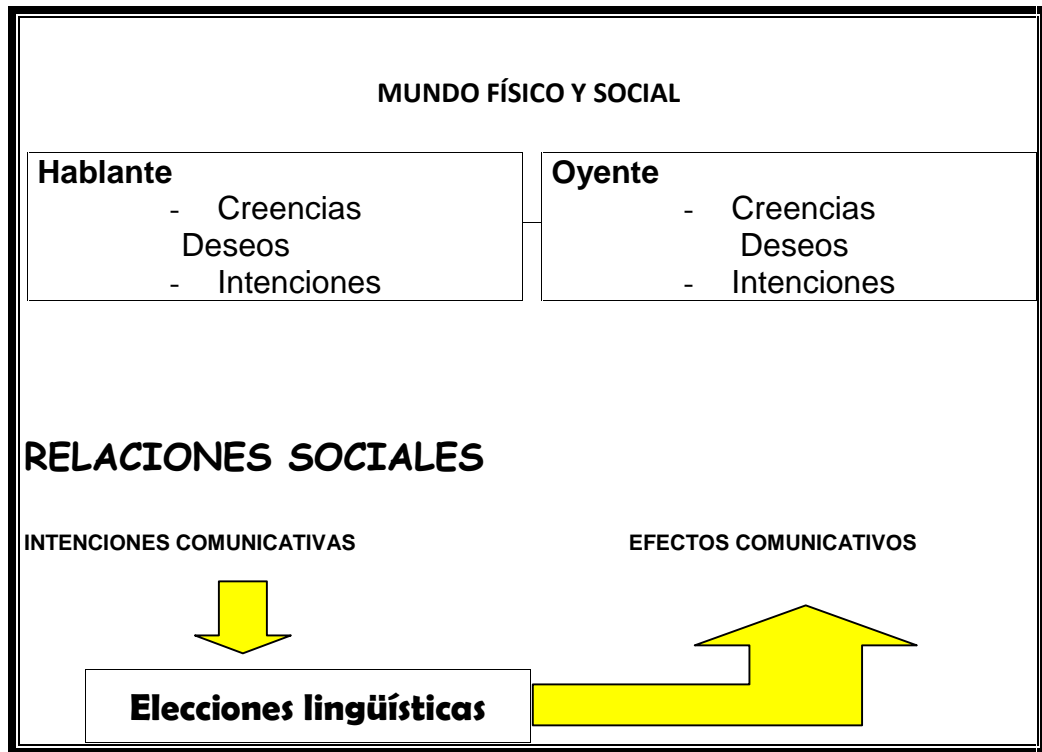 MUNDO FÍSICO Y SOCIAL
Hablante
- Creencias
Deseos
- Intenciones
Oyente
- Creencias
Deseos
- Intenciones
RELACIONES SOCIALES
INTENCIONES COMUNICATIVAS
EFECTOS COMUNICATIVOS
Elecciones lingüísticas